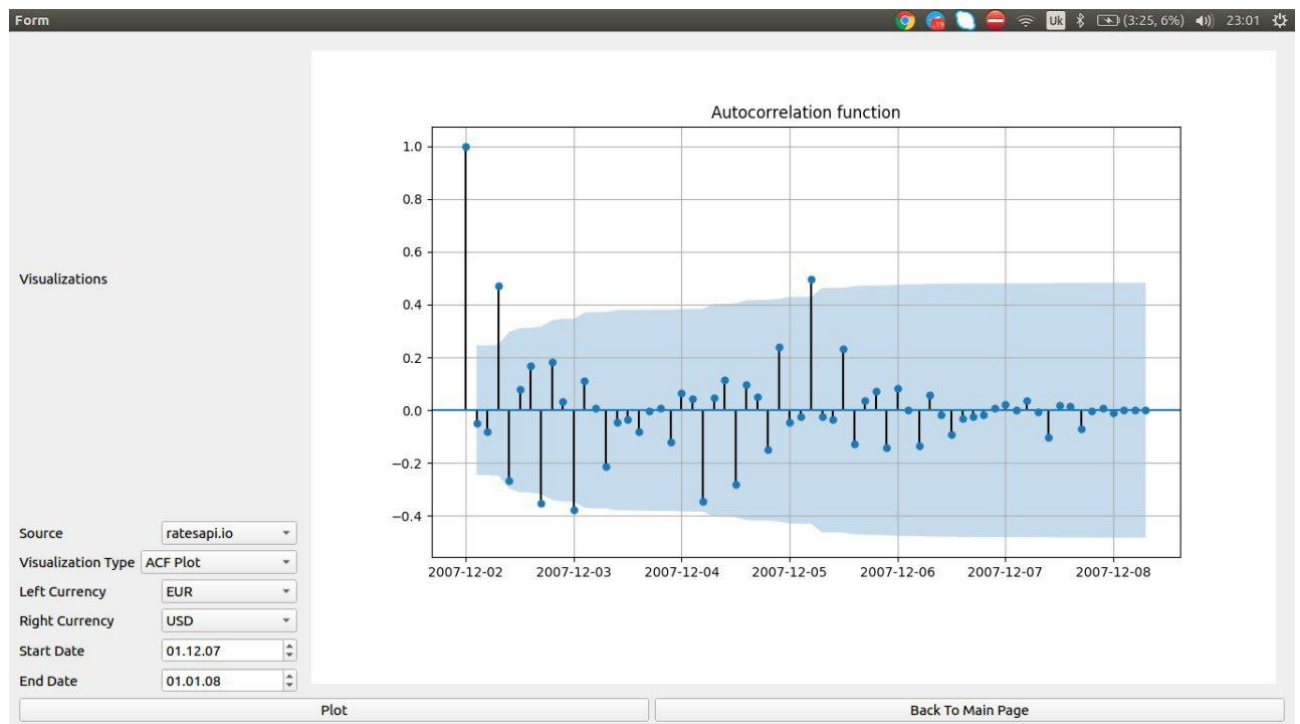 Form
Uk (3:25, 6%) 23:01
Autocorrelation function
1.0
0.8
0.6
0.4
0.2
0.0
−0.2
−0.4
2007-12-02 2007-12-03 2007-12-04 2007-12-05 2007-12-06 2007-12-07 2007-12-08
Visualizations
Source ratesapi.io
Visualization Type ACF Plot
Left Currency EUR
Right Currency USD
Start Date 01.12.07
End Date 01.01.08
Plot Back To Main Page